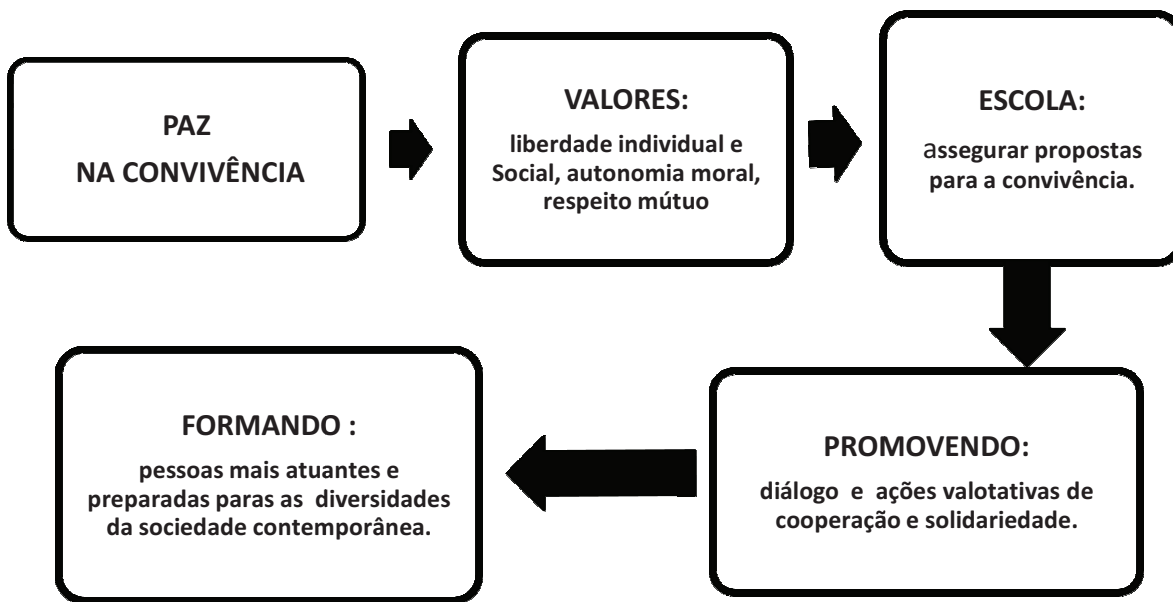 PAZ
NA CONVIVÊNCIA
VALORES:
liberdade individual e
Social, autonomia moral,
respeito mútuo
ESCOLA:
assegurar propostas
para a convivência.
PROMOVENDO:
diálogo e ações valotativas de
cooperação e solidariedade.
FORMANDO :
pessoas mais atuantes e
preparadas paras as diversidades
da sociedade contemporânea.